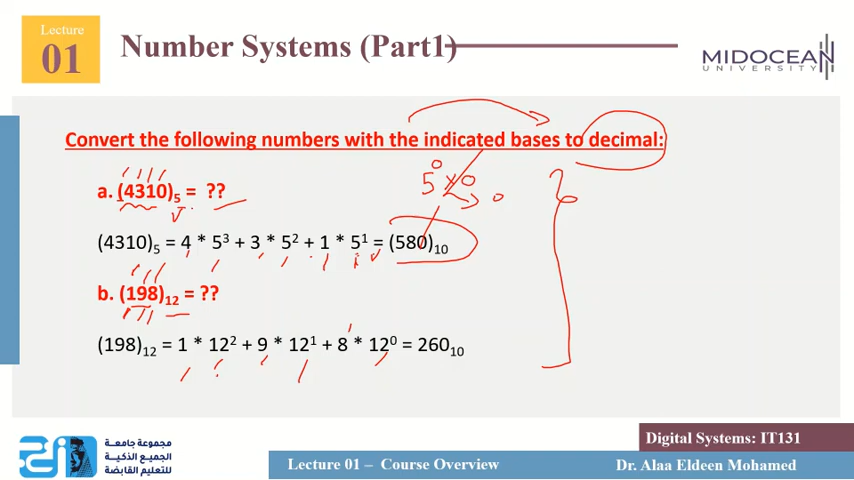 Lecture
01
Number Systems (Part1)
MIDOCEAN
UNIVERSITY
Convert the following numbers with the indicated bases to decimal:
a. (4310)₅ = ??
5⁰ × 0
0
(4310)₅ = 4 * 5³ + 3 * 5² + 1 * 5¹ = (580)₁₀
b. (198)₁₂ = ??
(198)₁₂ = 1 * 12² + 9 * 12¹ + 8 * 12⁰ = 260₁₀
مجموعة جامعة
الجميع الذكية
للتعليم القابضة
Digital Systems: IT131
Lecture 01 – Course Overview
Dr. Alaa Eldeen Mohamed